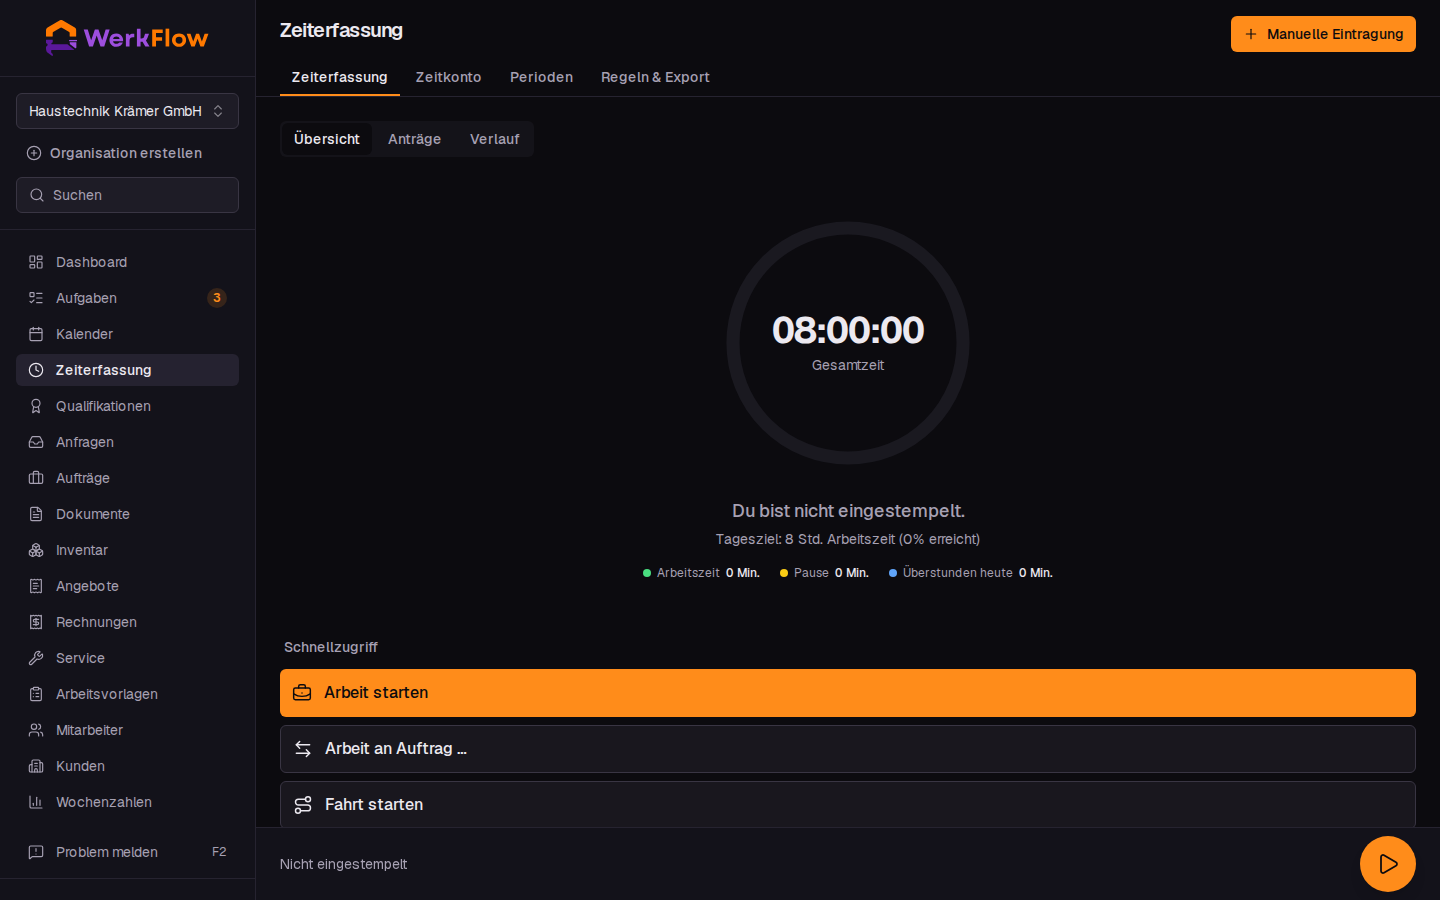 WerkFlow
Haustechnik Krämer GmbH
Organisation erstellen
Suchen
Dashboard
Aufgaben 3
Kalender
Zeiterfassung
Qualifikationen
Anfragen
Aufträge
Dokumente
Inventar
Angebote
Rechnungen
Service
Arbeitsvorlagen
Mitarbeiter
Kunden
Wochenzahlen
Problem melden F2
Zeiterfassung
Manuelle Eintragung
Zeiterfassung Zeitkonto Perioden Regeln & Export
Übersicht Anträge Verlauf
08:00:00
Gesamtzeit
Du bist nicht eingestempelt.
Tagesziel: 8 Std. Arbeitszeit (0% erreicht)
Arbeitszeit 0 Min. Pause 0 Min. Überstunden heute 0 Min.
Schnellzugriff
Arbeit starten
Arbeit an Auftrag ...
Fahrt starten
Nicht eingestempelt